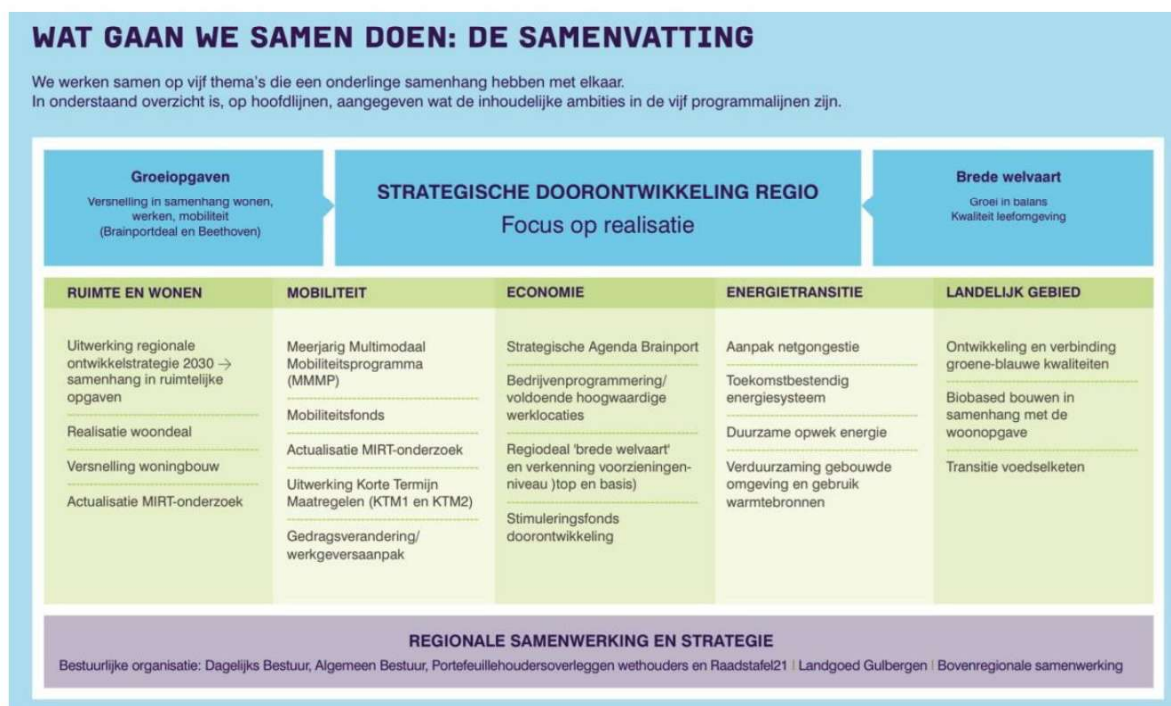 WAT GAAN WE SAMEN DOEN: DE SAMENVATTING
We werken samen op vijf thema's die een onderlinge samenhang hebben met elkaar.
In onderstaand overzicht is, op hoofdlijnen, aangegeven wat de inhoudelijke ambities in de vijf programmalijnen zijn.
Groeiopgaven
Versnelling in samenhang wonen,
werken, mobiliteit
(Brainportdeal en Beethoven)
STRATEGISCHE DOORONTWIKKELING REGIO
Focus op realisatie
Brede welvaart
Groei in balans
Kwaliteit leefomgeving
RUIMTE EN WONEN
Uitwerking regionale
ontwikkelstrategie 2030 →
samenhang in ruimtelijke
opgaven
Realisatie woondeal
Versnelling woningbouw
Actualisatie MIRT-onderzoek
MOBILITEIT
Meerjarig Multimodaal
Mobiliteitsprogramma
(MMMP)
Mobiliteitsfonds
Actualisatie MIRT-onderzoek
Uitwerking Korte Termijn
Maatregelen (KTM1 en KTM2)
Gedragsverandering/
werkgeversaanpak
ECONOMIE
Strategische Agenda Brainport
Bedrijvenprogrammering/
voldoende hoogwaardige
werklocaties
Regiodeal 'brede welvaart'
en verkenning voorzieningen-
niveau )top en basis)
Stimuleringsfonds
doorontwikkeling
ENERGIETRANSITIE
Aanpak netgongestie
Toekomstbestendig
energiesysteem
Duurzame opwek energie
Verduurzaming gebouwde
omgeving en gebruik
warmtebronnen
LANDELIJK GEBIED
Ontwikkeling en verbinding
groene-blauwe kwaliteiten
Biobased bouwen in
samenhang met de
woonopgave
Transitie voedselketen
REGIONALE SAMENWERKING EN STRATEGIE
Bestuurlijke organisatie: Dagelijks Bestuur, Algemeen Bestuur, Portefeuillehoudersoverleggen wethouders en Raadstafel21 | Landgoed Gulbergen | Bovenregionale samenwerking